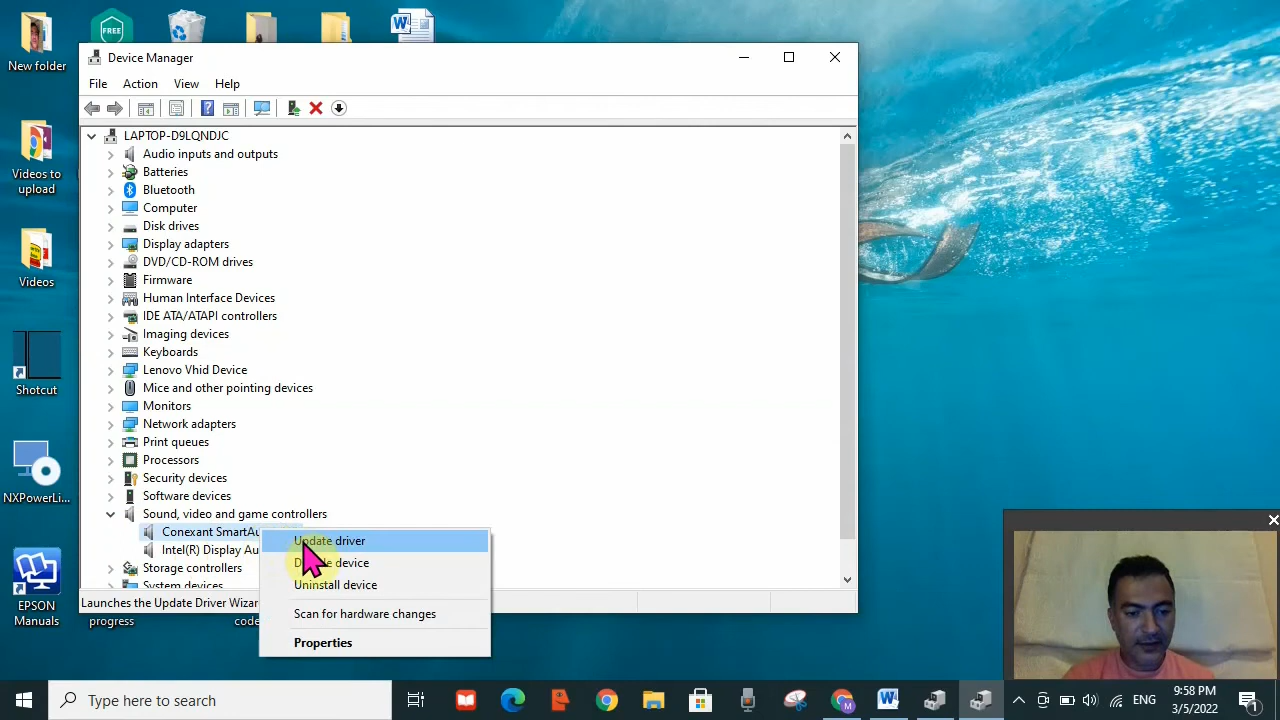 FREE
W
New folder
Videos to
upload
Videos
Shotcut
NXPowerLi...
EPSON
Manuals
Device Manager
File Action View Help
LAPTOP-D9LQNDJC
Audio inputs and outputs
Batteries
Bluetooth
Computer
Disk drives
Display adapters
DVD/CD-ROM drives
Firmware
Human Interface Devices
IDE ATA/ATAPI controllers
Imaging devices
Keyboards
Lenovo Vhid Device
Mice and other pointing devices
Monitors
Network adapters
Print queues
Processors
Security devices
Software devices
Sound, video and game controllers
Conexant SmartAu
Intel(R) Display Au
Storage controllers
System devices
Update driver
device
Uninstall device
Scan for hardware changes
Properties
Launches the Update Driver Wizar
progress
code
Type here to search
M
W
ENG
9:58 PM
3/5/2022
1